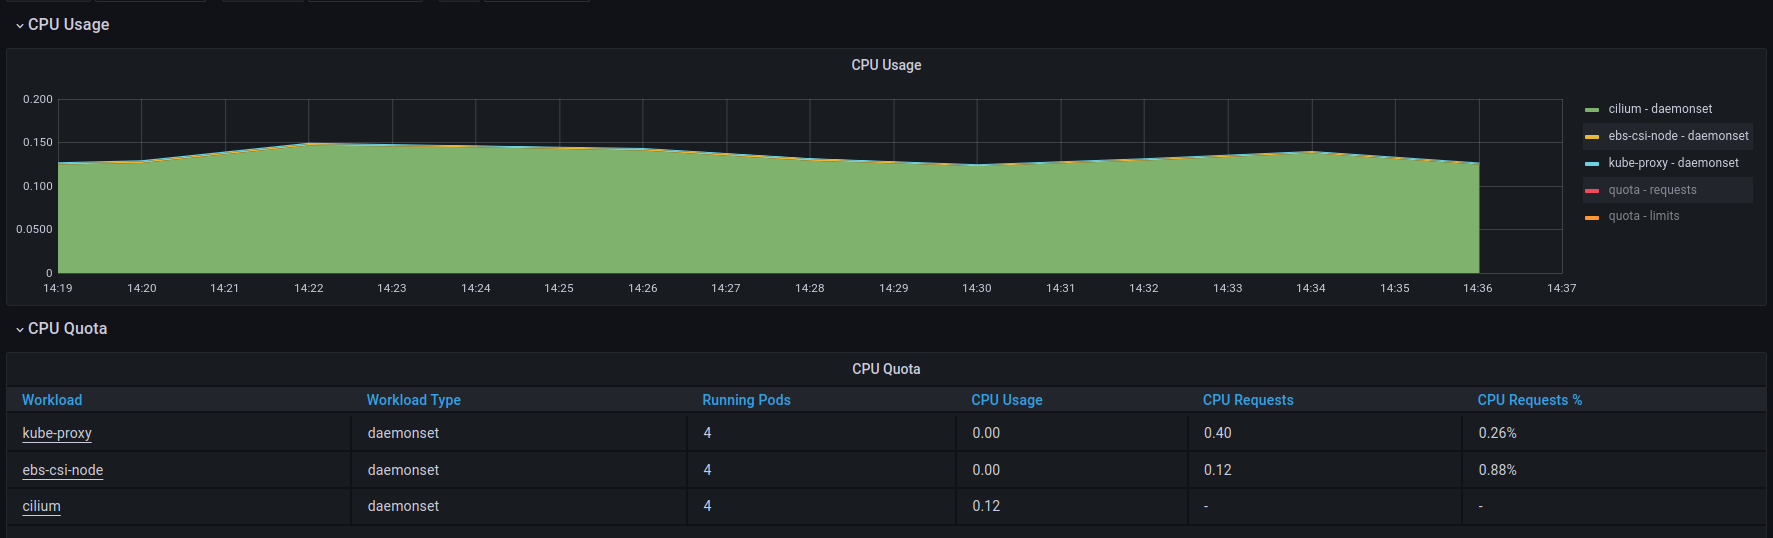 CPU Usage
CPU Usage
0.200
0.150
0.100
0.0500
0
14:19 14:20 14:21 14:22 14:23 14:24 14:25 14:26 14:27 14:28 14:29 14:30 14:31 14:32 14:33 14:34 14:35 14:36 14:37
cilium - daemonset
ebs-csi-node - daemonset
kube-proxy - daemonset
quota - requests
quota - limits
CPU Quota
CPU Quota
Workload Workload Type Running Pods CPU Usage CPU Requests CPU Requests %
kube-proxy daemonset 4 0.00 0.40 0.26%
ebs-csi-node daemonset 4 0.00 0.12 0.88%
cilium daemonset 4 0.12 - -